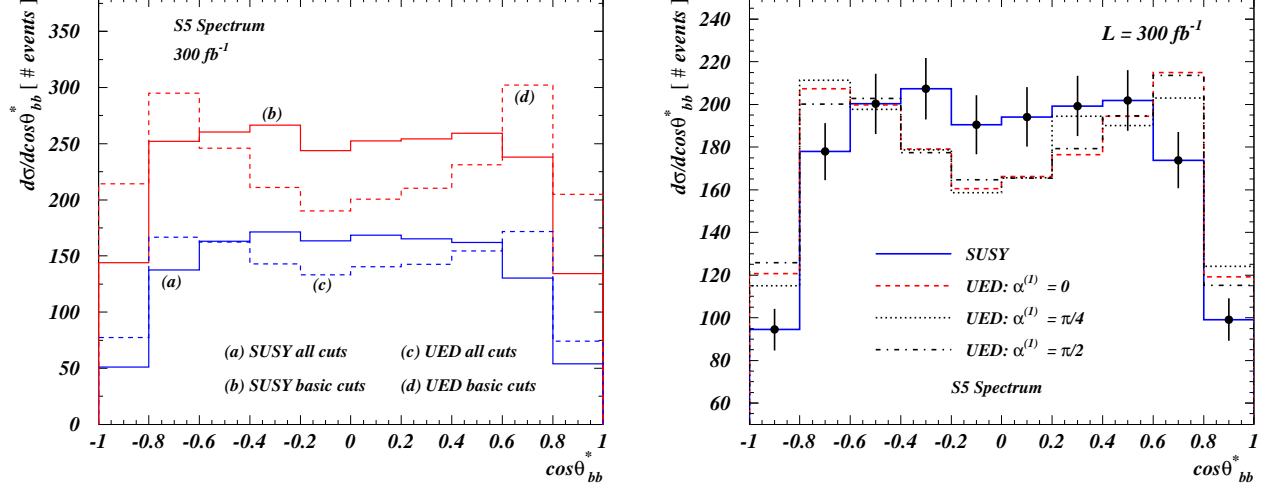 dσ/dcosθ*bb [ # events]
350
300
250
200
150
100
50
0
S5 Spectrum
300 fb-1
(b)
(d)
(a)
(c)
(a) SUSY all cuts
(c) UED all cuts
(b) SUSY basic cuts
(d) UED basic cuts
-1 -0.8 -0.6 -0.4 -0.2 0 0.2 0.4 0.6 0.8 1
cosθ*bb
dσ/dcosθ*bb [ # events]
240
220
200
180
160
140
120
100
80
60
L = 300 fb-1
SUSY
UED: α(1) = 0
UED: α(1) = π/4
UED: α(1) = π/2
S5 Spectrum
-1 -0.8 -0.6 -0.4 -0.2 0 0.2 0.4 0.6 0.8 1
cosθ*bb